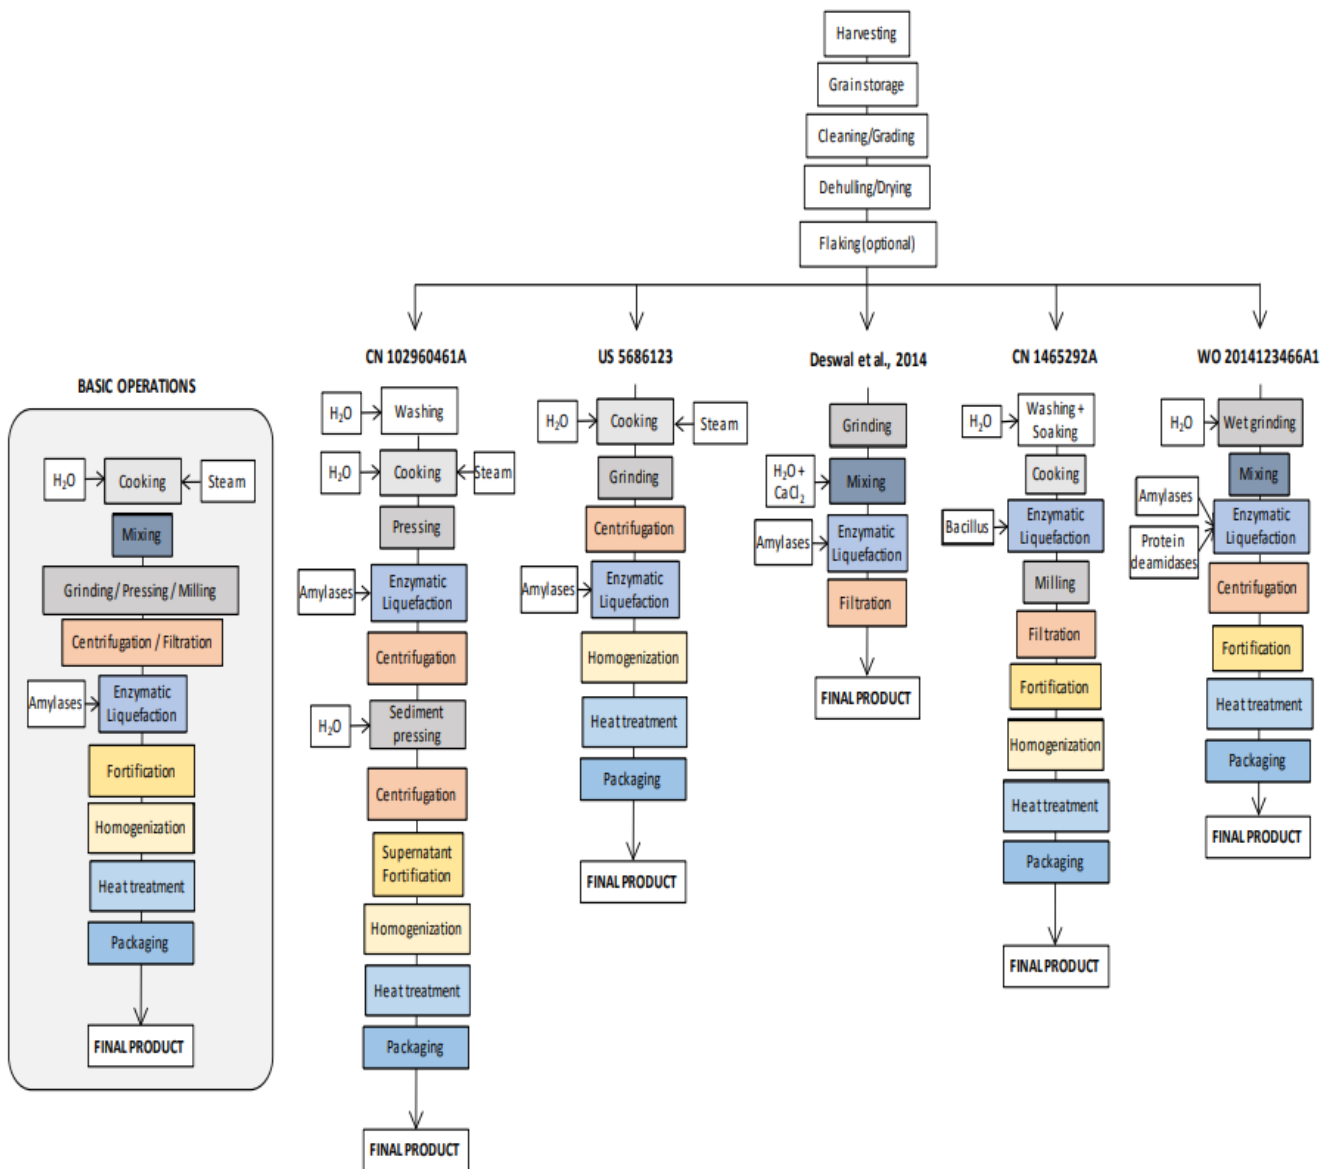 Harvesting
Grain storage
Cleaning/Grading
Dehulling/Drying
Flaking (optional)
BASIC OPERATIONS
H₂O
Cooking
Steam
Mixing
Grinding / Pressing / Milling
Centrifugation / Filtration
Amylases
Enzymatic
Liquefaction
Fortification
Homogenization
Heat treatment
Packaging
FINAL PRODUCT
CN 102960461A
H₂O
Washing
H₂O
Cooking
Steam
Pressing
Amylases
Enzymatic
Liquefaction
Centrifugation
H₂O
Sediment
pressing
Centrifugation
Supernatant
Fortification
Homogenization
Heat treatment
Packaging
FINAL PRODUCT
US 5686123
H₂O
Cooking
Steam
Grinding
Centrifugation
Amylases
Enzymatic
Liquefaction
Homogenization
Heat treatment
Packaging
FINAL PRODUCT
Deswal et al., 2014
Grinding
H₂O +
CaCl₂
Mixing
Amylases
Enzymatic
Liquefaction
Filtration
FINAL PRODUCT
CN 1465292A
H₂O
Washing +
Soaking
Cooking
Bacillus
Enzymatic
Liquefaction
Milling
Filtration
Fortification
Homogenization
Heat treatment
Packaging
FINAL PRODUCT
WO 2014123466A1
H₂O
Wet grinding
Mixing
Amylases
Protein
deamidases
Enzymatic
Liquefaction
Centrifugation
Fortification
Heat treatment
Packaging
FINAL PRODUCT